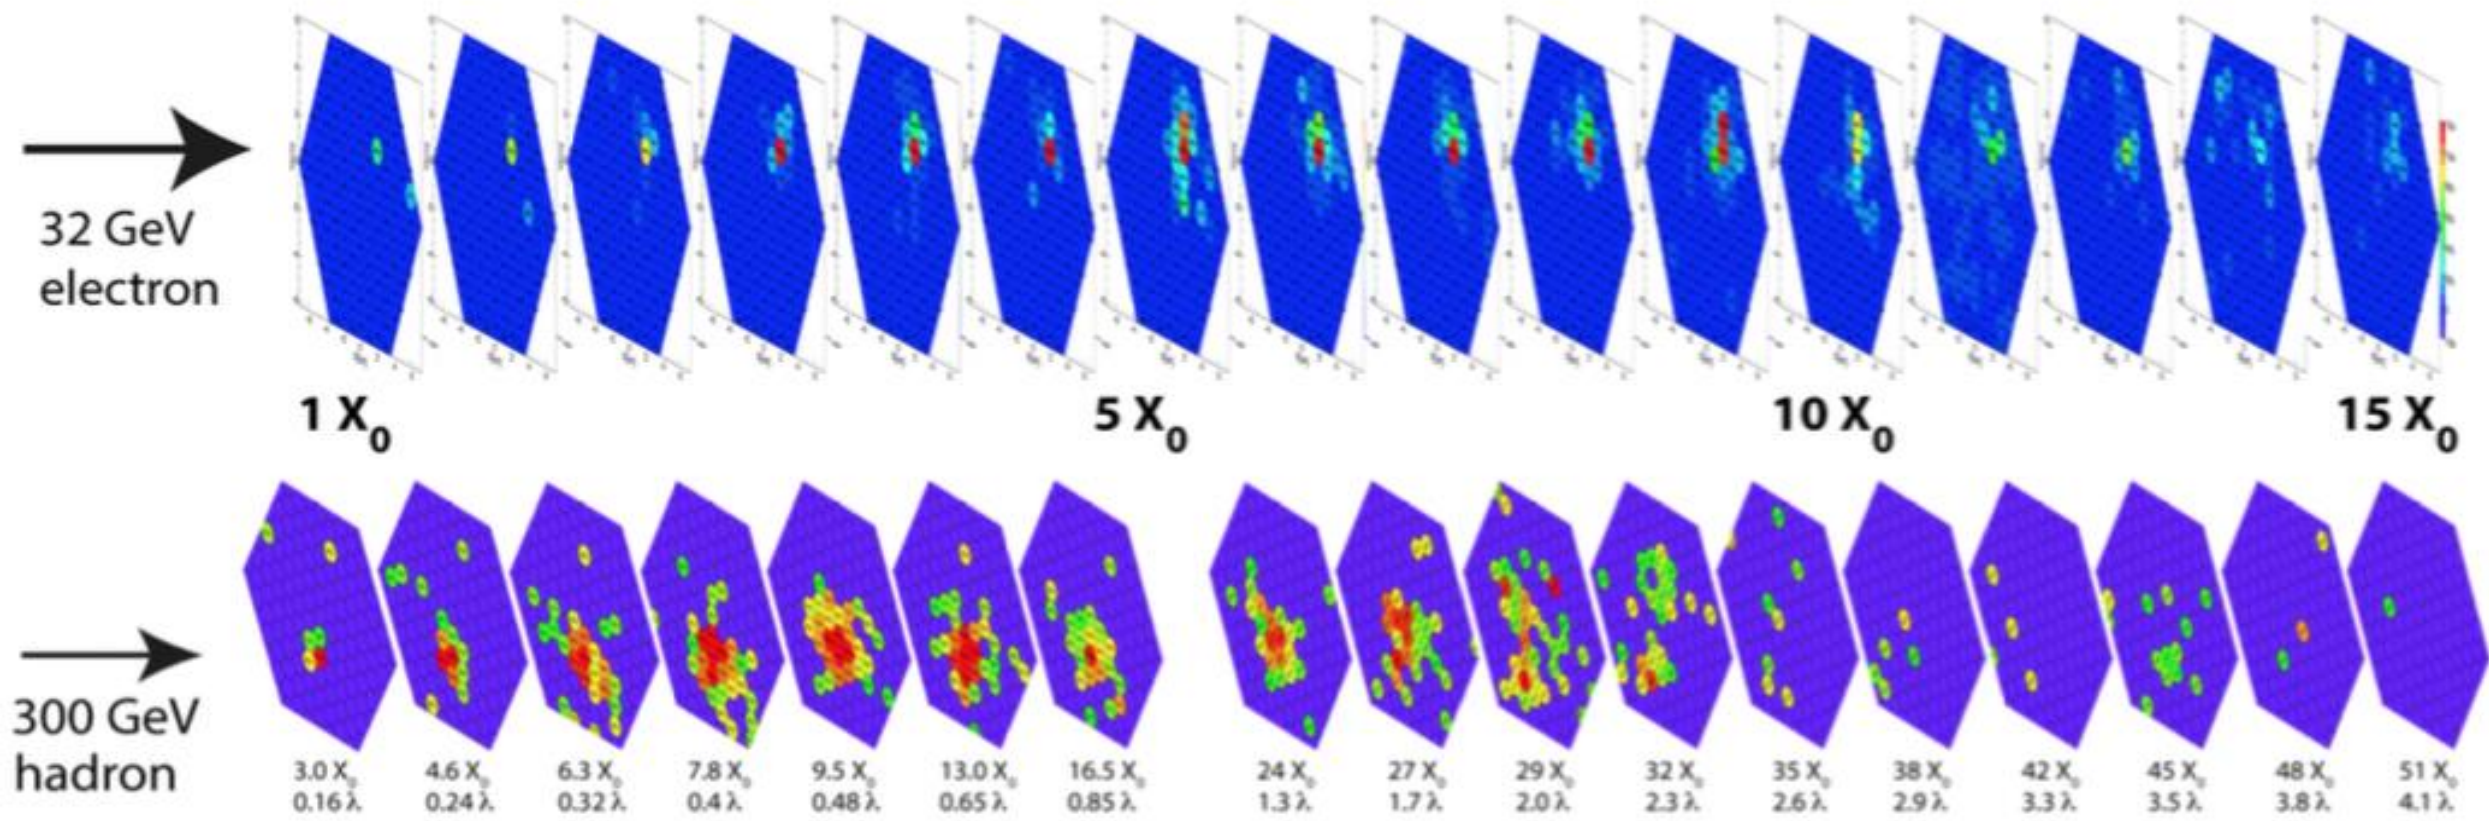 32 GeV
electron
1 X₀ 5 X₀ 10 X₀ 15 X₀
300 GeV
hadron
3.0 X₀ 4.6 X₀ 6.3 X₀ 7.8 X₀ 9.5 X₀ 13.0 X₀ 16.5 X₀ 24 X₀ 27 X₀ 29 X₀ 32 X₀ 35 X₀ 38 X₀ 42 X₀ 45 X₀ 48 X₀ 51 X₀
0.16 λ 0.24 λ 0.32 λ 0.4 λ 0.48 λ 0.65 λ 0.85 λ 1.3 λ 1.7 λ 2.0 λ 2.3 λ 2.6 λ 2.9 λ 3.3 λ 3.5 λ 3.8 λ 4.1 λ